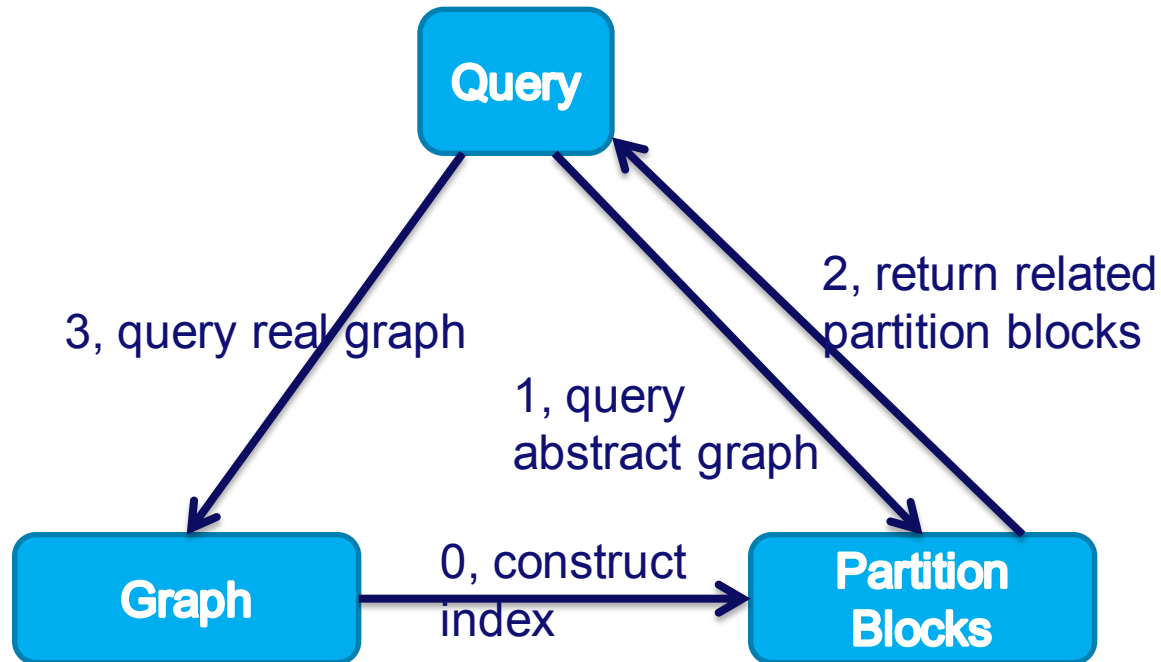 Query
2, return related
partition blocks
3, query real graph
1, query
abstract graph
0, construct
index
Graph
Partition
Blocks